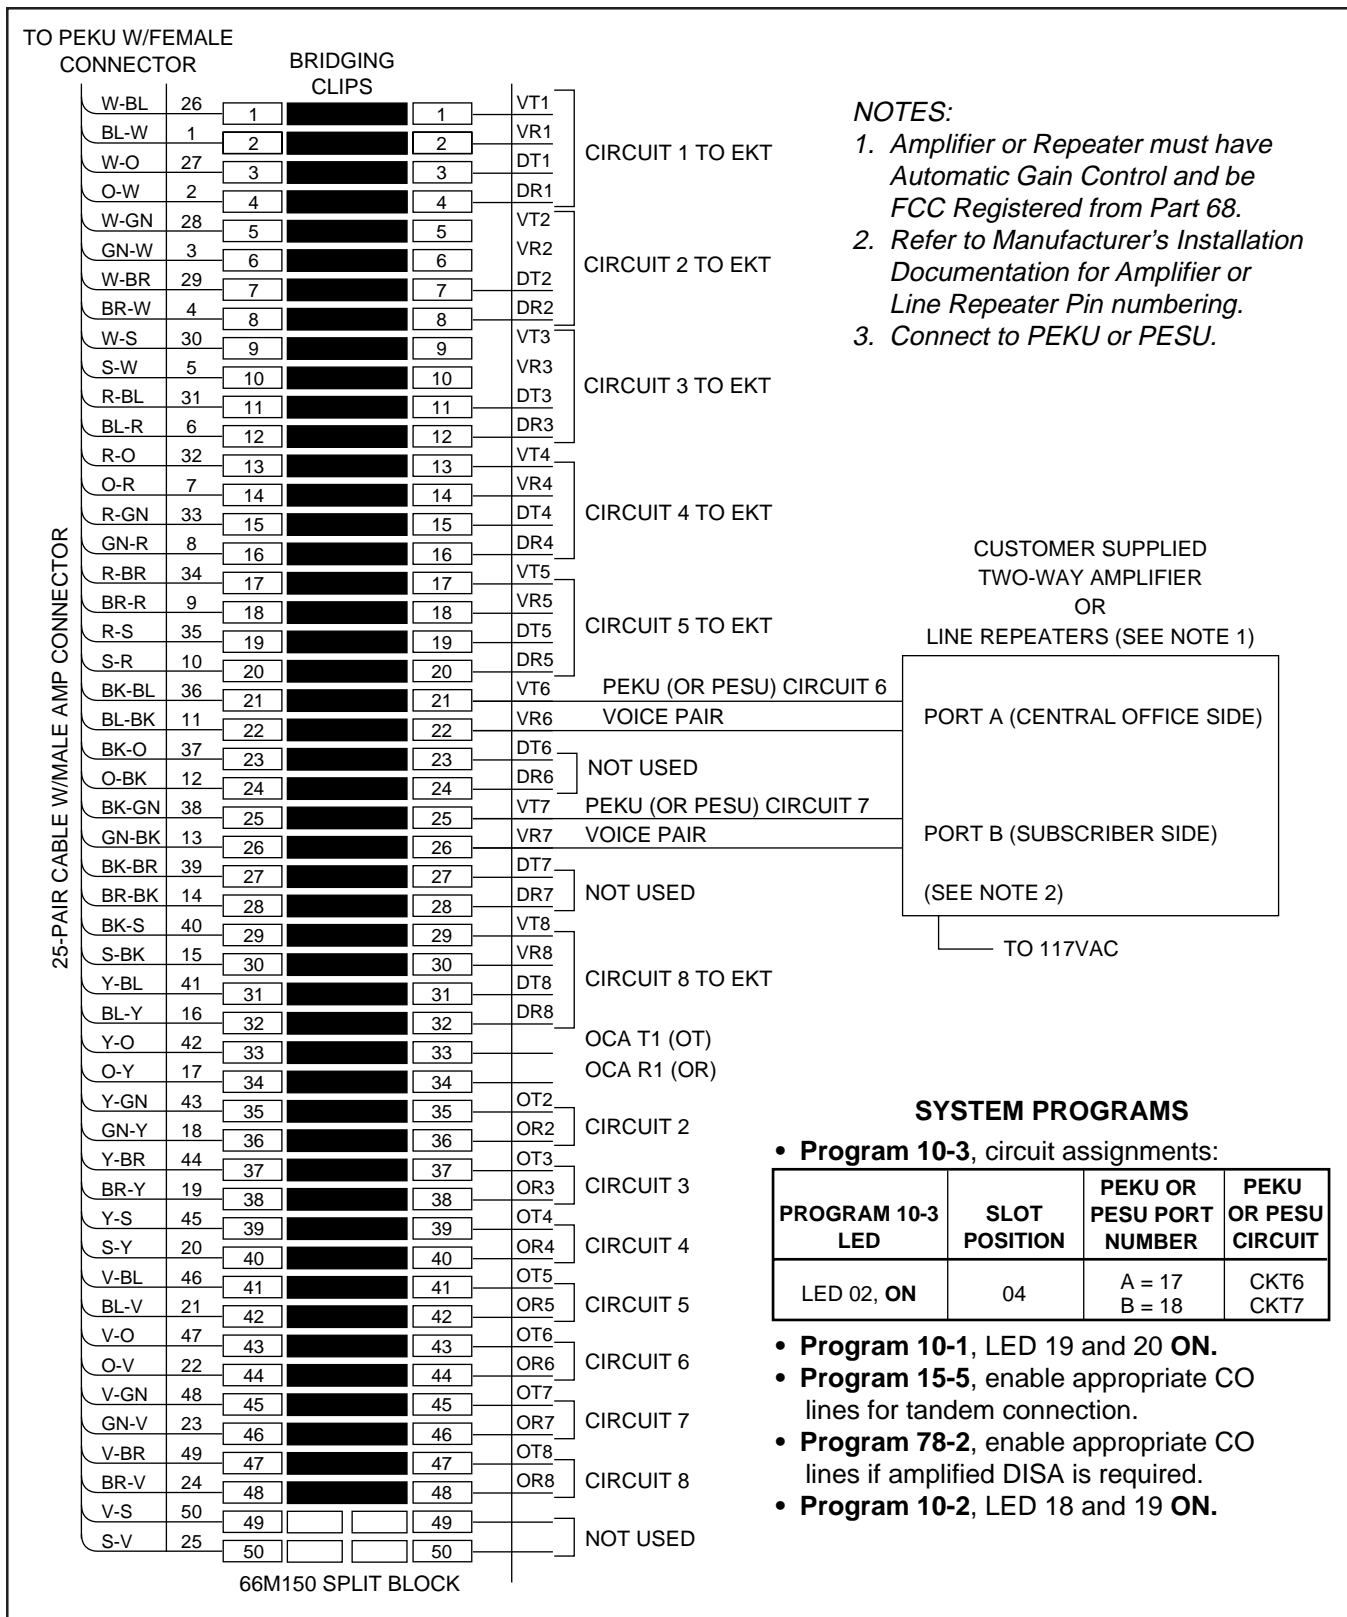 TO PEKU W/FEMALE
CONNECTOR
BRIDGING
CLIPS
25-PAIR CABLE W/MALE AMP CONNECTOR
W-BL 26 1 1 VT1
BL-W 1 2 2 VR1
W-O 27 3 3 DT1
O-W 2 4 4 DR1
CIRCUIT 1 TO EKT
W-GN 28 5 5 VT2
GN-W 3 6 6 VR2
W-BR 29 7 7 DT2
BR-W 4 8 8 DR2
CIRCUIT 2 TO EKT
W-S 30 9 9 VT3
S-W 5 10 10 VR3
R-BL 31 11 11 DT3
BL-R 6 12 12 DR3
CIRCUIT 3 TO EKT
R-O 32 13 13 VT4
O-R 7 14 14 VR4
R-GN 33 15 15 DT4
GN-R 8 16 16 DR4
CIRCUIT 4 TO EKT
R-BR 34 17 17 VT5
BR-R 9 18 18 VR5
R-S 35 19 19 DT5
S-R 10 20 20 DR5
CIRCUIT 5 TO EKT
BK-BL 36 21 21 VT6 PEKU (OR PESU) CIRCUIT 6
BL-BK 11 22 22 VR6 VOICE PAIR
BK-O 37 23 23 DT6
O-BK 12 24 24 DR6
NOT USED
BK-GN 38 25 25 VT7 PEKU (OR PESU) CIRCUIT 7
GN-BK 13 26 26 VR7 VOICE PAIR
BK-BR 39 27 27 DT7
BR-BK 14 28 28 DR7
NOT USED
BK-S 40 29 29 VT8
S-BK 15 30 30 VR8
Y-BL 41 31 31 DT8
BL-Y 16 32 32 DR8
CIRCUIT 8 TO EKT
Y-O 42 33 33 OCA T1 (OT)
O-Y 17 34 34 OCA R1 (OR)
Y-GN 43 35 35 OT2
GN-Y 18 36 36 OR2
CIRCUIT 2
Y-BR 44 37 37 OT3
BR-Y 19 38 38 OR3
CIRCUIT 3
Y-S 45 39 39 OT4
S-Y 20 40 40 OR4
CIRCUIT 4
V-BL 46 41 41 OT5
BL-V 21 42 42 OR5
CIRCUIT 5
V-O 47 43 43 OT6
O-V 22 44 44 OR6
CIRCUIT 6
V-GN 48 45 45 OT7
GN-V 23 46 46 OR7
CIRCUIT 7
V-BR 49 47 47 OT8
BR-V 24 48 48 OR8
CIRCUIT 8
V-S 50 49 49
S-V 25 50 50
NOT USED
66M150 SPLIT BLOCK
NOTES:
1. Amplifier or Repeater must have
Automatic Gain Control and be
FCC Registered from Part 68.
2. Refer to Manufacturer's Installation
Documentation for Amplifier or
Line Repeater Pin numbering.
3. Connect to PEKU or PESU.
CUSTOMER SUPPLIED
TWO-WAY AMPLIFIER
OR
LINE REPEATERS (SEE NOTE 1)
PORT A (CENTRAL OFFICE SIDE)
PORT B (SUBSCRIBER SIDE)
(SEE NOTE 2)
TO 117VAC
SYSTEM PROGRAMS
• Program 10-3, circuit assignments:
PROGRAM 10-3 LED
SLOT POSITION
PEKU OR PESU PORT NUMBER
PEKU OR PESU CIRCUIT
LED 02, ON 04 A = 17 CKT6
B = 18 CKT7
• Program 10-1, LED 19 and 20 ON.
• Program 15-5, enable appropriate CO
lines for tandem connection.
• Program 78-2, enable appropriate CO
lines if amplified DISA is required.
• Program 10-2, LED 18 and 19 ON.